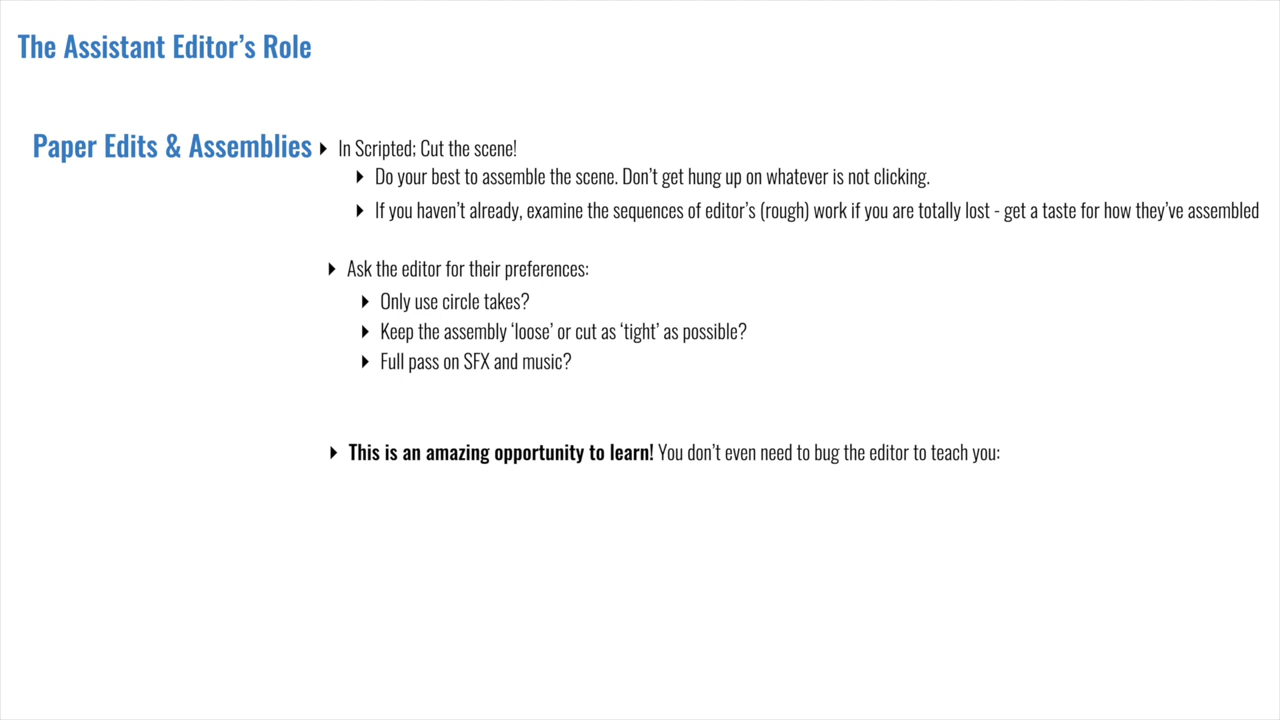 The Assistant Editor’s Role
Paper Edits & Assemblies
In Scripted; Cut the scene!
Do your best to assemble the scene. Don’t get hung up on whatever is not clicking.
If you haven’t already, examine the sequences of editor’s (rough) work if you are totally lost - get a taste for how they’ve assembled
Ask the editor for their preferences:
Only use circle takes?
Keep the assembly ‘loose’ or cut as ‘tight’ as possible?
Full pass on SFX and music?
This is an amazing opportunity to learn! You don’t even need to bug the editor to teach you: